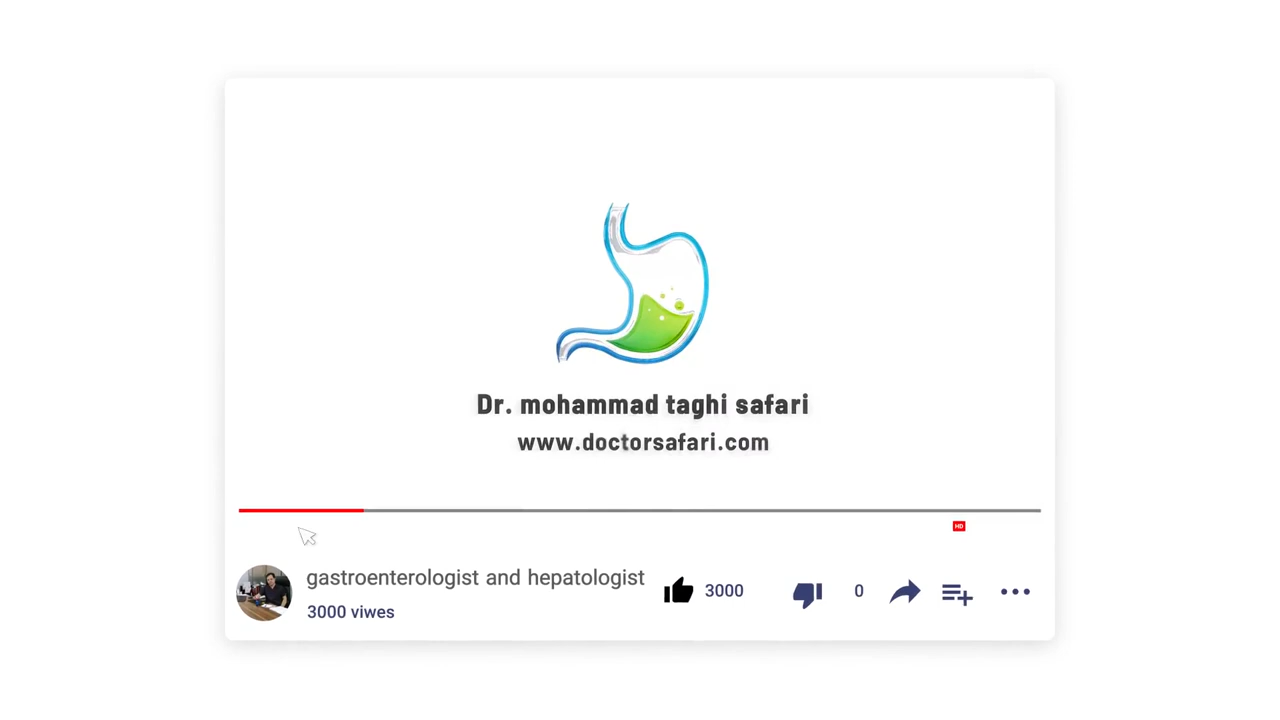 Dr. mohammad taghi safari
www.doctorsafari.com
HD
gastroenterologist and hepatologist
3000 viwes
3000
0